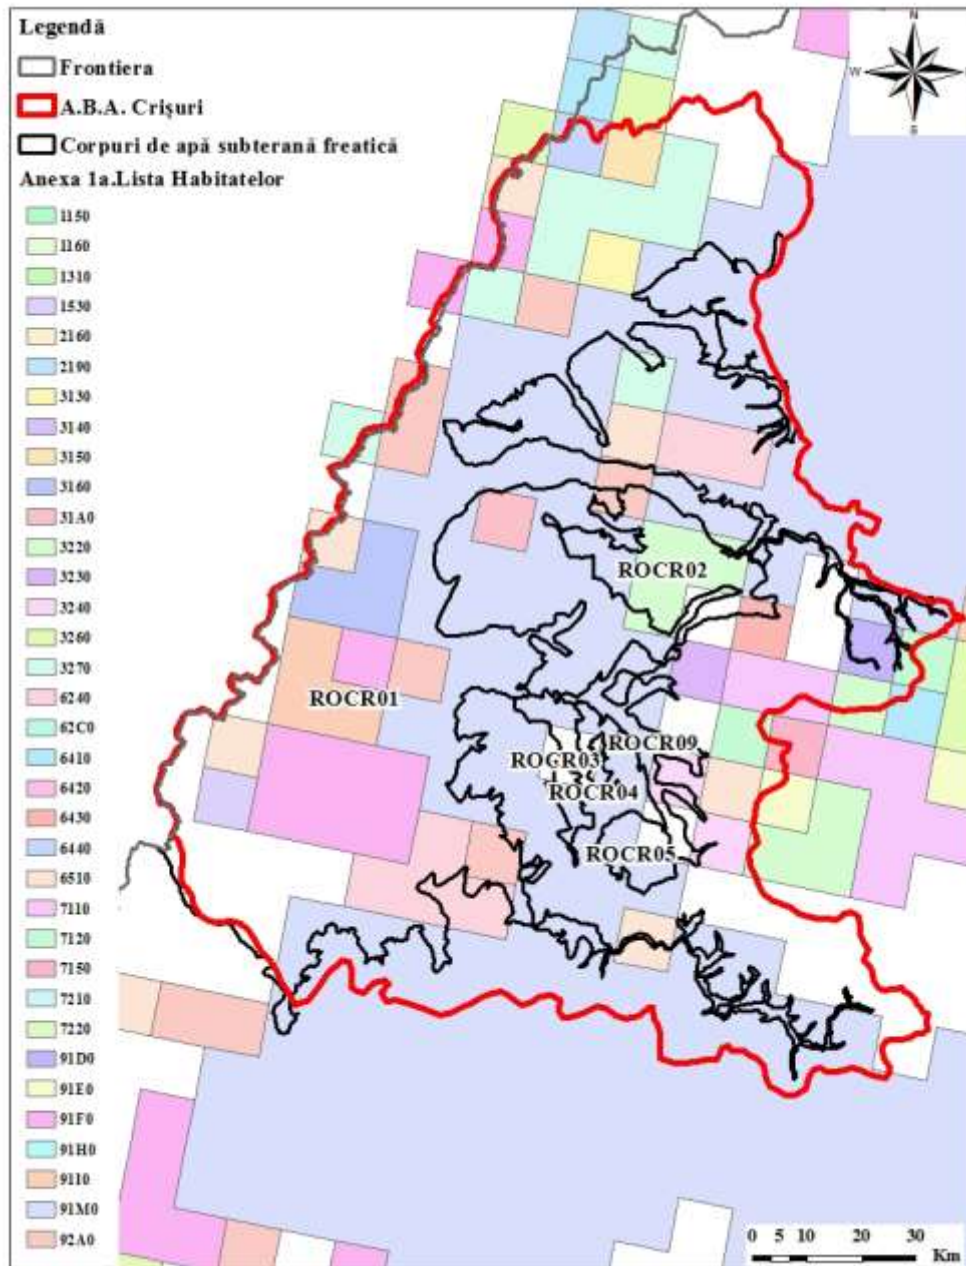 Legendă
Frontiera
A.B.A. Crișuri
Corpuri de apă subterană freatică
Anexa 1a.Lista Habitatelor
1150
1160
1310
1530
2160
2190
3130
3140
3150
3160
31A0
3220
3230
3240
3260
3270
6240
62C0
6410
6420
6430
6440
6510
7110
7120
7150
7210
7220
91D0
91E0
91F0
91H0
9110
91M0
92A0
N
W
S
ROCR02
ROCR01
ROCR09
ROCR03
ROCR04
ROCR05
0 5 10 20 30
Km